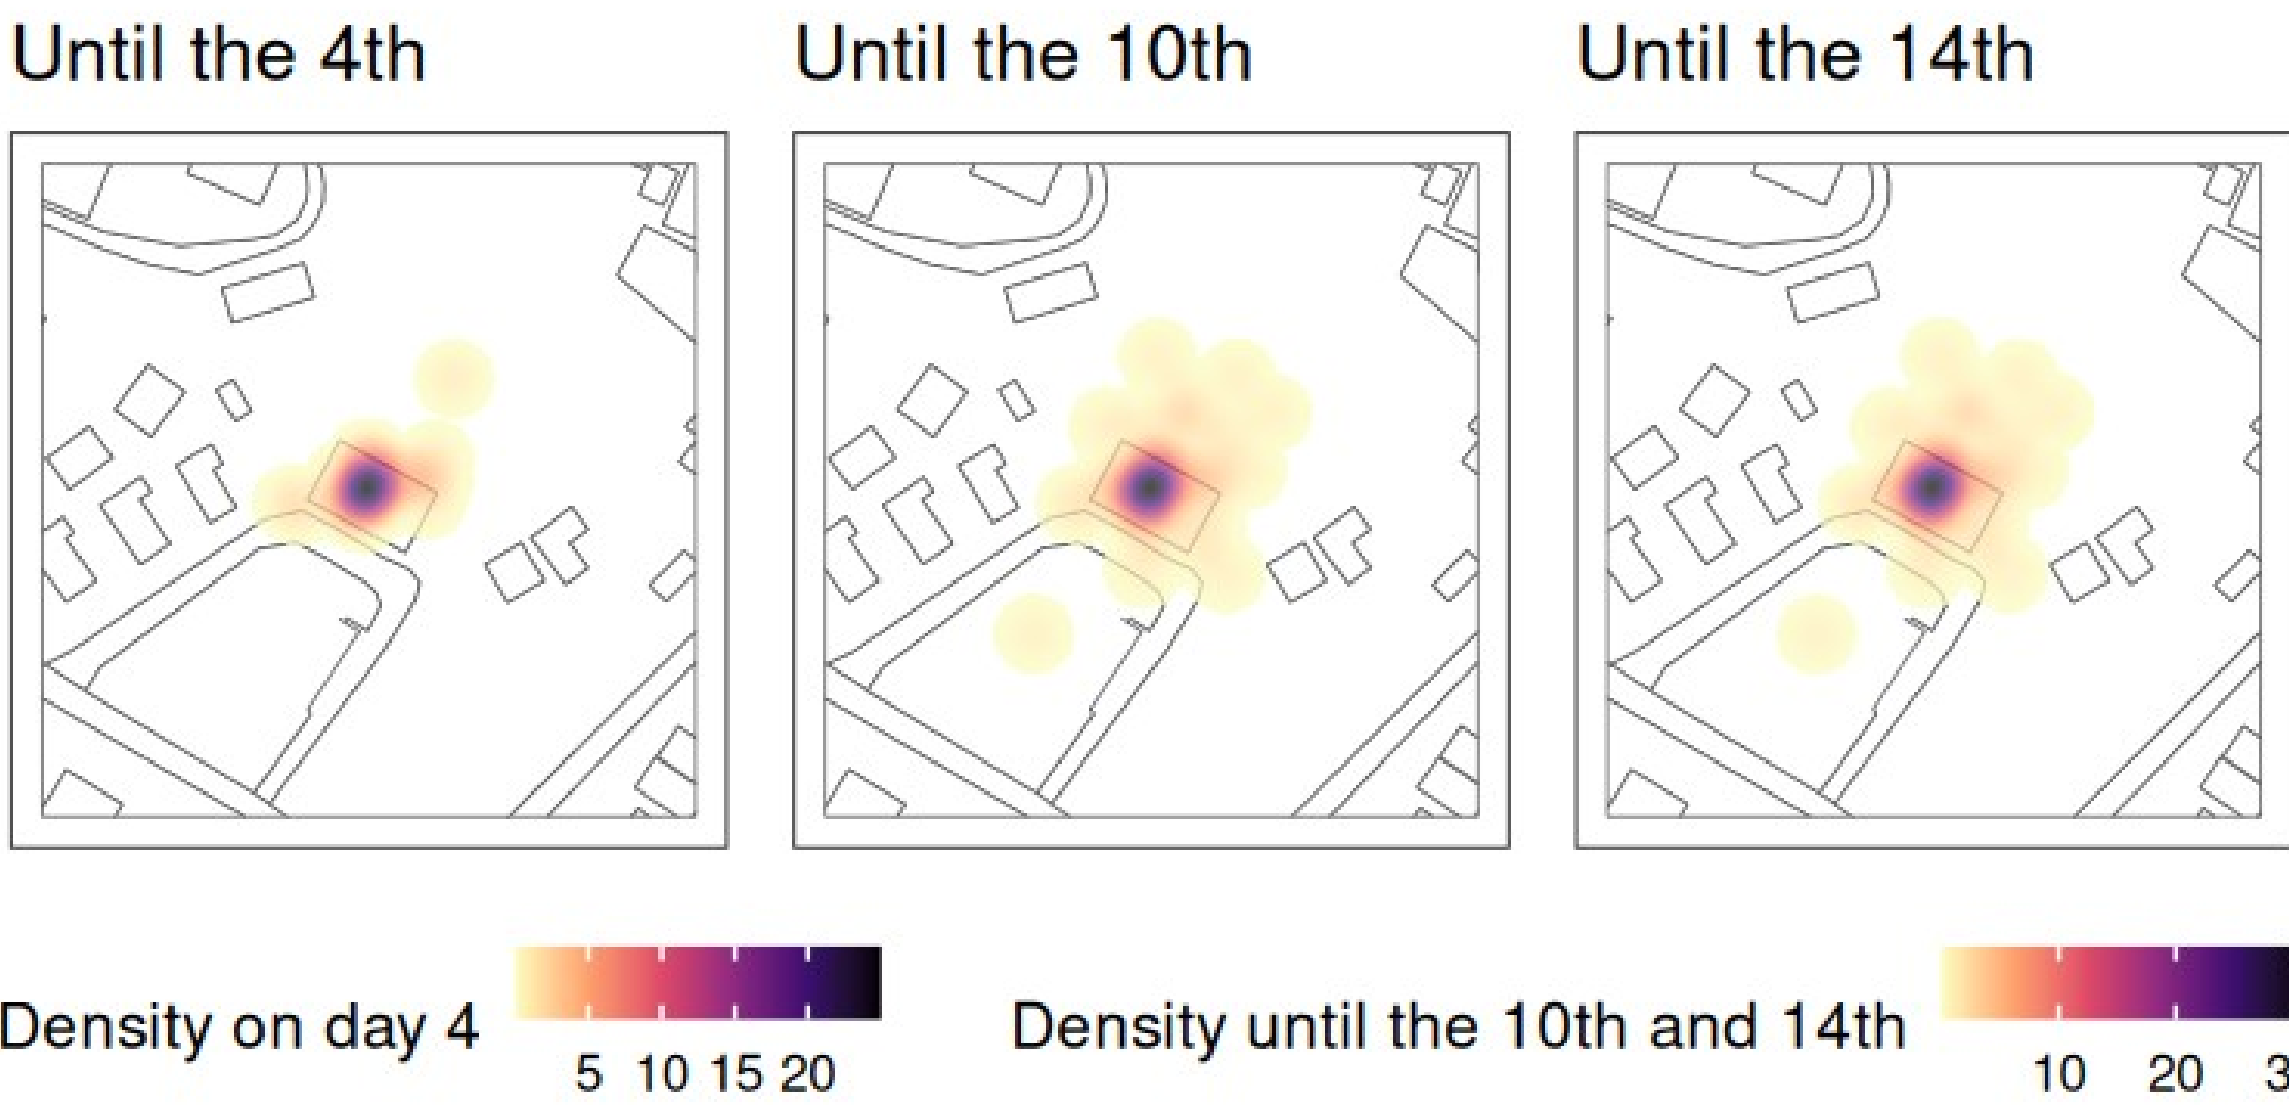 Until the 4th
Until the 10th
Until the 14th
Density on day 4
5 10 15 20
Density until the 10th and 14th
10 20